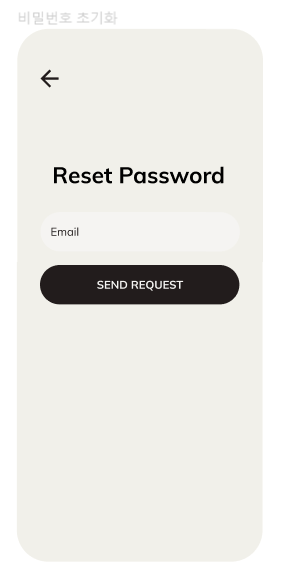 비밀번호 초기화
Reset Password
Email
SEND REQUEST